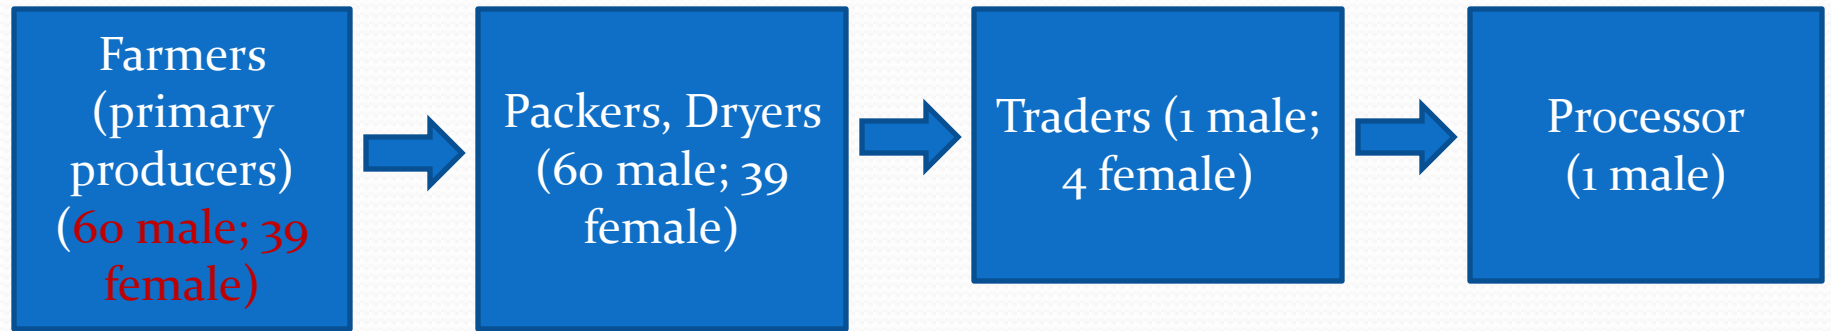 Farmers
(primary
producers)
(60 male; 39
female)
Packers, Dryers
(60 male; 39
female)
Traders (1 male;
4 female)
Processor
(1 male)